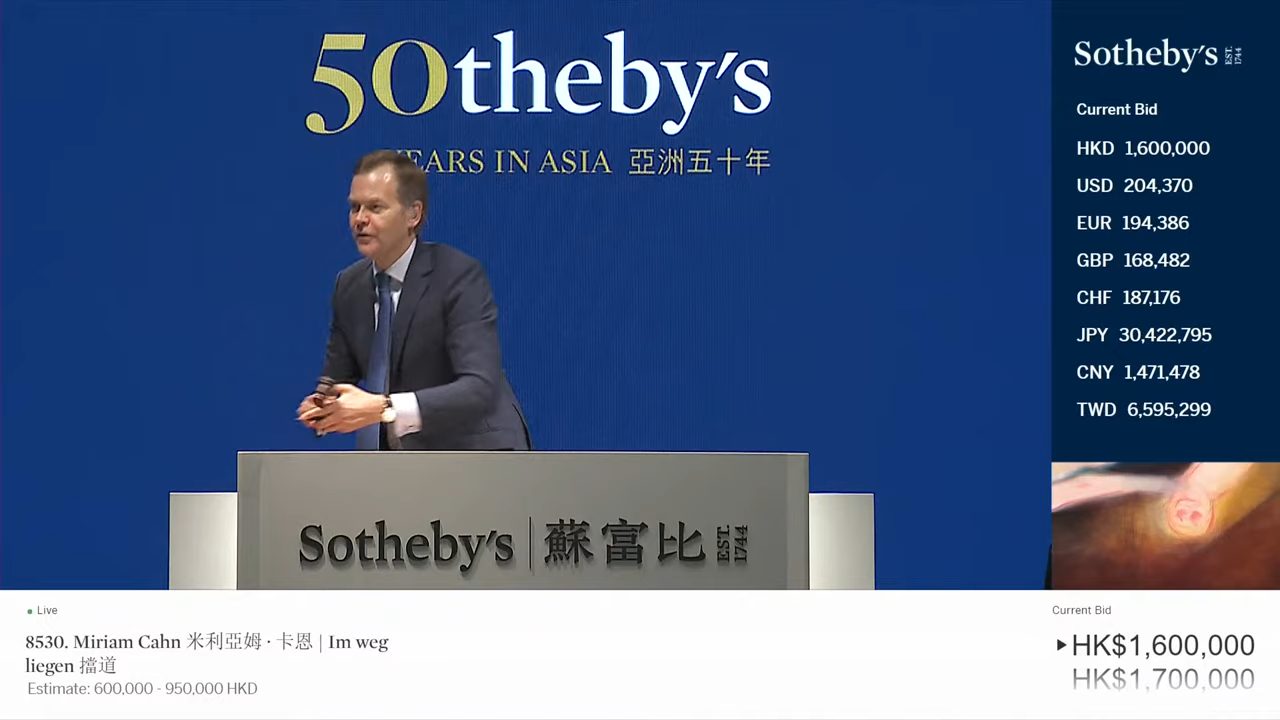 50theby's
YEARS IN ASIA 亞洲五十年
Sotheby's EST. 1744
Current Bid
HKD 1,600,000
USD 204,370
EUR 194,386
GBP 168,482
CHF 187,176
JPY 30,422,795
CNY 1,471,478
TWD 6,595,299
Sotheby's | 蘇富比 EST. 1744
Live
8530. Miriam Cahn 米利亞姆 · 卡恩 | Im weg
liegen 擋道
Estimate: 600,000 - 950,000 HKD
Current Bid
HK$1,600,000
HK$1,700,000